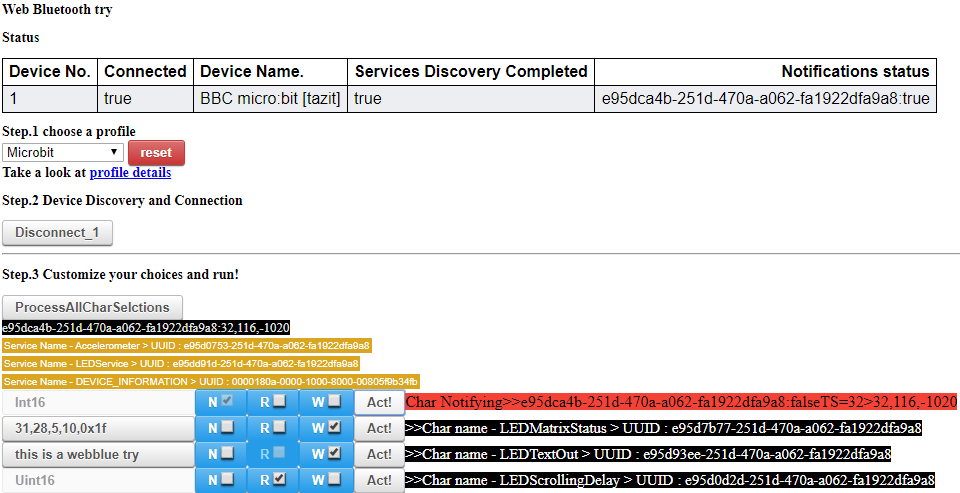 Web Bluetooth try
Status
Device No. Connected Device Name. Services Discovery Completed Notifications status
1 true BBC micro:bit [tazit] true e95dca4b-251d-470a-a062-fa1922dfa9a8:true
Step.1 choose a profile
Microbit reset
Take a look at profile details
Step.2 Device Discovery and Connection
Disconnect_1
Step.3 Customize your choices and run!
ProcessAllCharSelctions
e95dca4b-251d-470a-a062-fa1922dfa9a8:32,116,-1020
Service Name - Accelerometer > UUID : e95d0753-251d-470a-a062-fa1922dfa9a8
Service Name - LEDService > UUID : e95dd91d-251d-470a-a062-fa1922dfa9a8
Service Name - DEVICE_INFORMATION > UUID : 0000180a-0000-1000-8000-00805f9b34fb
Int16 N R W Act! Char Notifying>>e95dca4b-251d-470a-a062-fa1922dfa9a8:falseTS=32>32,116,-1020
31,28,5,10,0x1f N R W Act! >>Char name - LEDMatrixStatus > UUID : e95d7b77-251d-470a-a062-fa1922dfa9a8
this is a webblue try N R W Act! >>Char name - LEDTextOut > UUID : e95d93ee-251d-470a-a062-fa1922dfa9a8
Uint16 N R W Act! >>Char name - LEDScrollingDelay > UUID : e95d0d2d-251d-470a-a062-fa1922dfa9a8